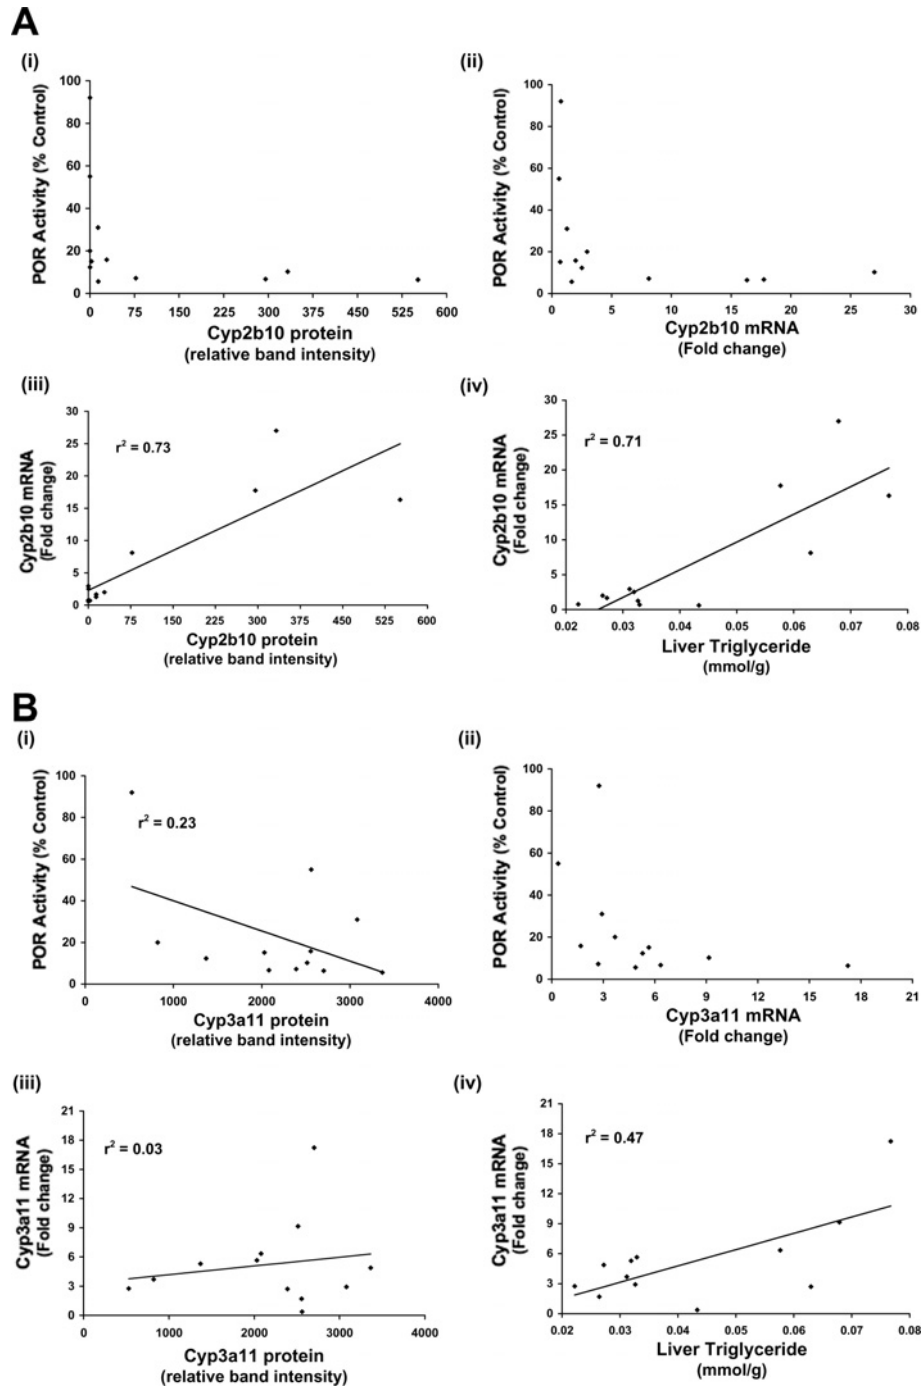 A
(i)
POR Activity (% Control)
100
80
60
40
20
0
0 75 150 225 300 375 450 525 600
Cyp2b10 protein
(relative band intensity)
(ii)
POR Activity (% Control)
100
80
60
40
20
0
0 5 10 15 20 25 30
Cyp2b10 mRNA
(Fold change)
(iii)
Cyp2b10 mRNA
(Fold change)
r² = 0.73
30
25
20
15
10
5
0
0 75 150 225 300 375 450 525 600
Cyp2b10 protein
(relative band intensity)
(iv)
Cyp2b10 mRNA
(Fold change)
r² = 0.71
30
25
20
15
10
5
0
0.02 0.03 0.04 0.05 0.06 0.07 0.08
Liver Triglyceride
(mmol/g)
B
(i)
POR Activity (% Control)
r² = 0.23
100
80
60
40
20
0
0 1000 2000 3000 4000
Cyp3a11 protein
(relative band intensity)
(ii)
POR Activity (% Control)
100
80
60
40
20
0
0 3 6 9 12 15 18 21
Cyp3a11 mRNA
(Fold change)
(iii)
Cyp3a11 mRNA
(Fold change)
r² = 0.03
21
18
15
12
9
6
3
0
0 1000 2000 3000 4000
Cyp3a11 protein
(relative band intensity)
(iv)
Cyp3a11 mRNA
(Fold change)
r² = 0.47
21
18
15
12
9
6
3
0
0.02 0.03 0.04 0.05 0.06 0.07 0.08
Liver Triglyceride
(mmol/g)